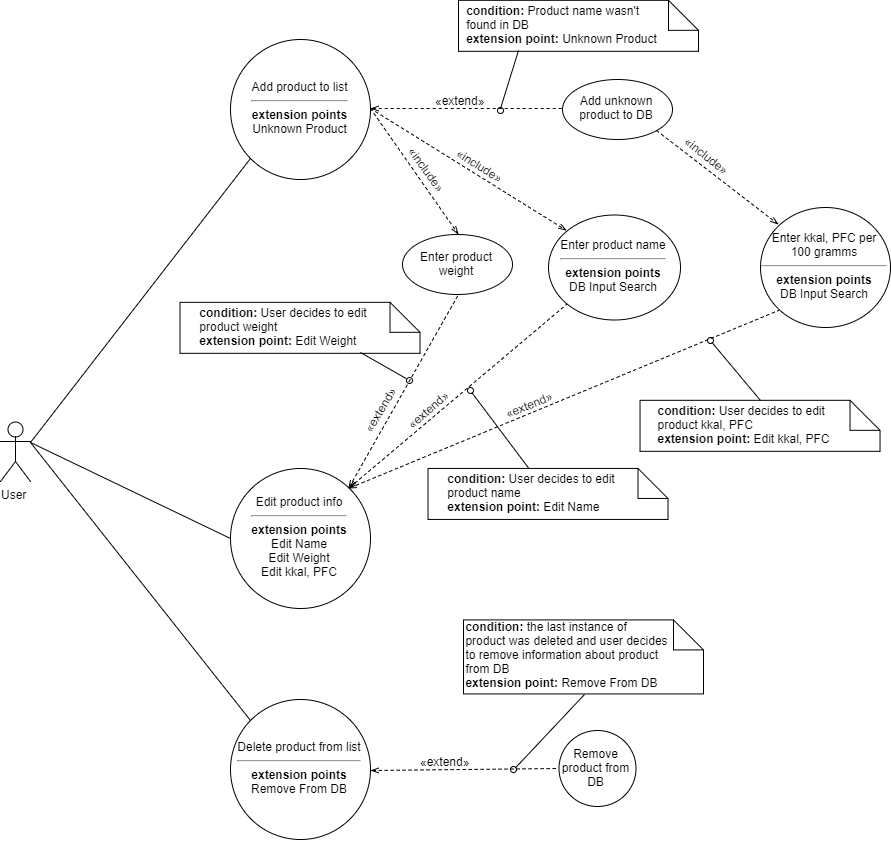 condition: Product name wasn't
found in DB
extension point: Unknown Product
Add product to list
extension points
Unknown Product
«extend»
Add unknown
product to DB
«include»
«include»
«include»
Enter product
weight
Enter product name
extension points
DB Input Search
Enter kkal, PFC per
100 gramms
extension points
DB Input Search
condition: User decides to edit
product weight
extension point: Edit Weight
«extend»
«extend»
«extend»
condition: User decides to edit
product kkal, PFC
extension point: Edit kkal, PFC
User
condition: User decides to edit
product name
extension point: Edit Name
Edit product info
extension points
Edit Name
Edit Weight
Edit kkal, PFC
condition: the last instance of
product was deleted and user decides
to remove information about product
from DB
extension point: Remove From DB
Delete product from list
extension points
Remove From DB
«extend»
Remove
product from
DB